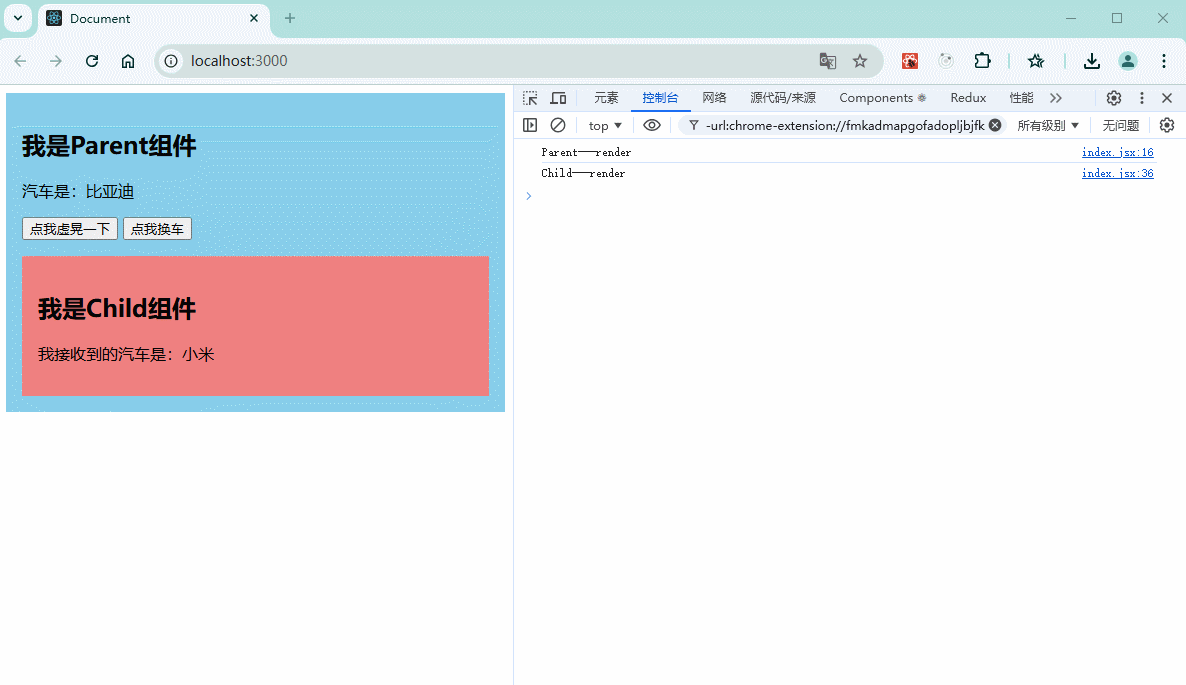 Document
localhost:3000
元素 控制台 网络 源代码/来源 Components Redux 性能
top -url:chrome-extension://fmkadmapgofadopljbjfk 所有级别 无问题
我是Parent组件
汽车是：比亚迪
点我虚晃一下 点我换车
我是Child组件
我接收到的汽车是：小米
Parent---render index.jsx:16
Child---render index.jsx:36